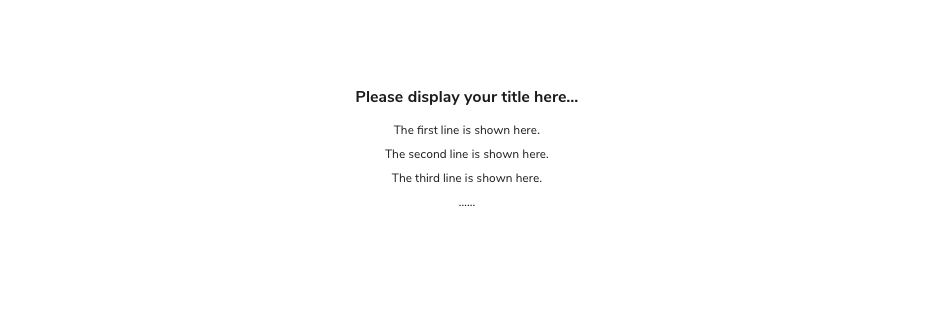 Please display your title here...
The first line is shown here.
The second line is shown here.
The third line is shown here.
......